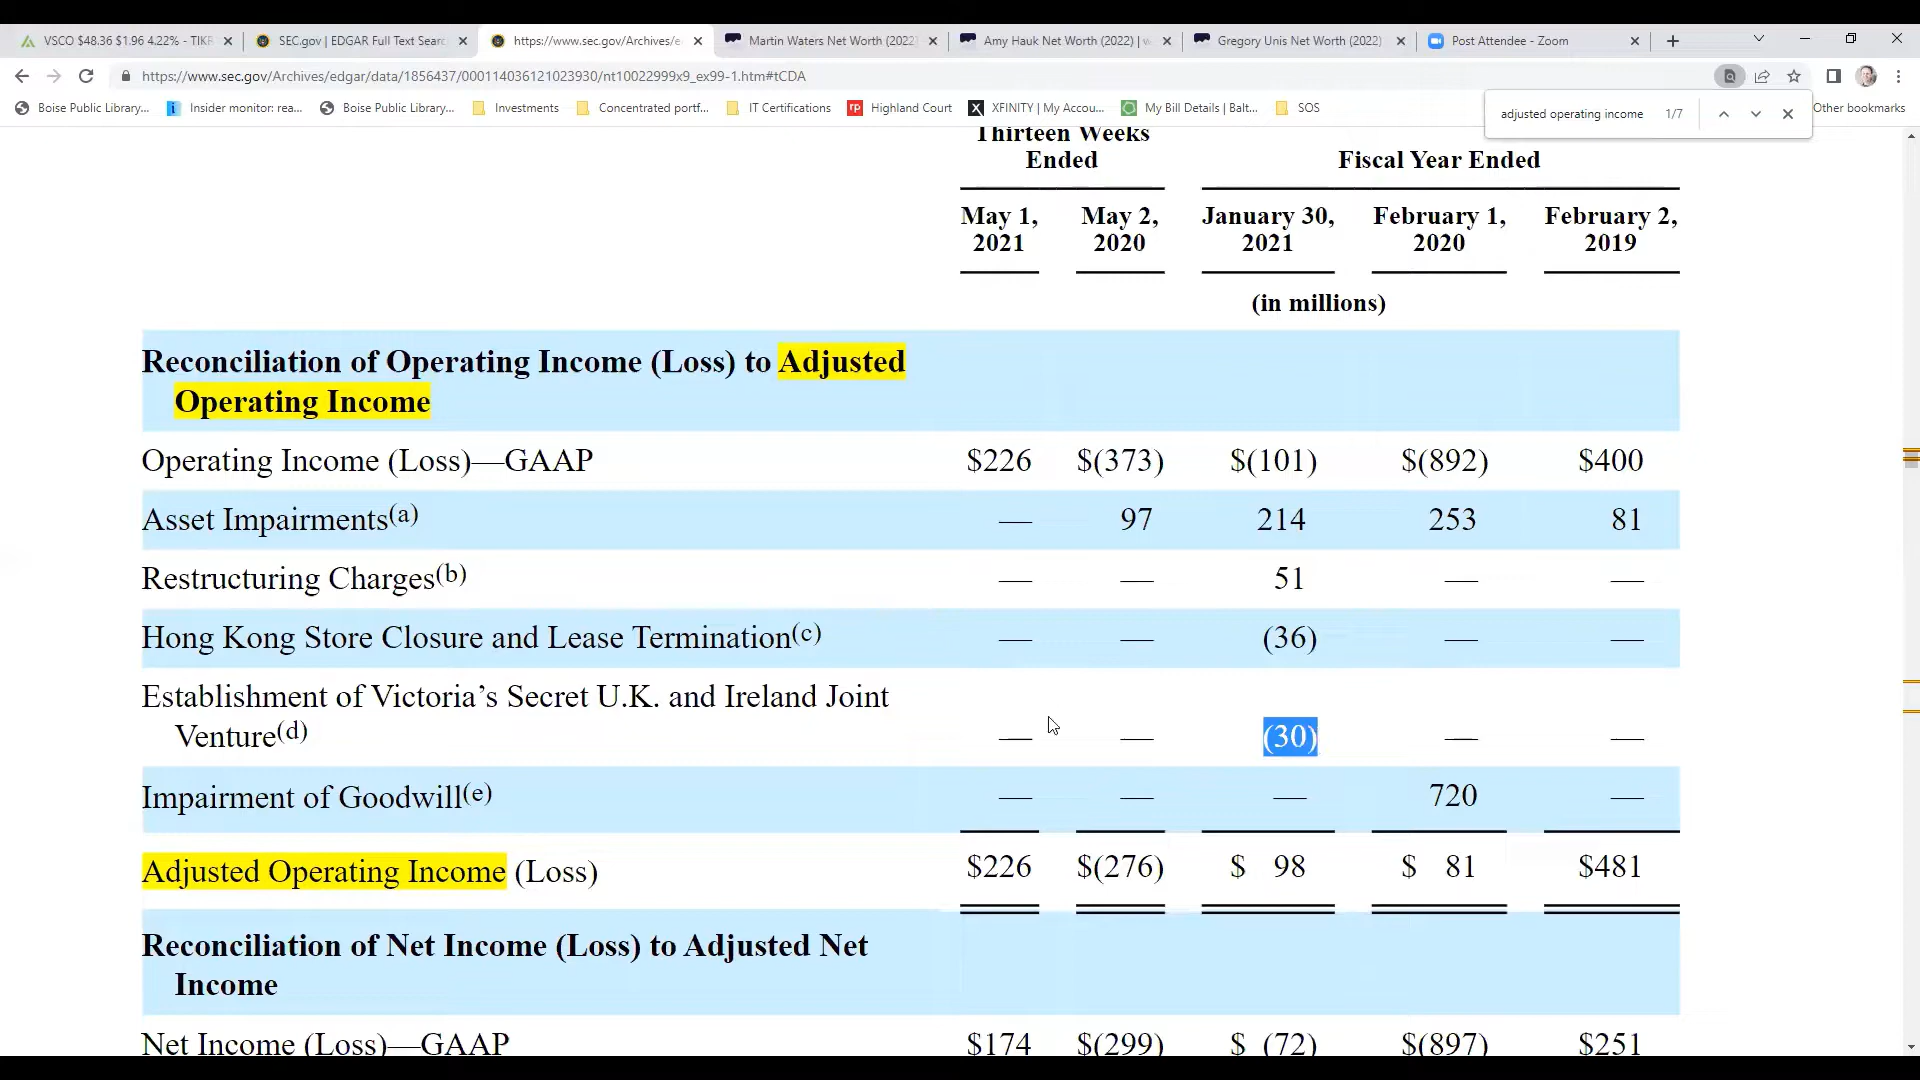 VSCO $48.36 $1.96 4.22% - TIKR
SEC.gov | EDGAR Full Text Searc
https://www.sec.gov/Archives/e
Martin Waters Net Worth (2022)
Amy Hauk Net Worth (2022) | w
Gregory Unis Net Worth (2022)
Post Attendee - Zoom
https://www.sec.gov/Archives/edgar/data/1856437/000114036121023930/nt10022999x9_ex99-1.htm#tCDA
Boise Public Library...
Insider monitor: rea...
Boise Public Library...
Investments
Concentrated portf...
IT Certifications
rp Highland Court
XFINITY | My Accou...
My Bill Details | Balt...
SOS
Other bookmarks
adjusted operating income 1/7
Thirteen Weeks
Ended Fiscal Year Ended
May 1, May 2, January 30, February 1, February 2,
2021 2020 2021 2020 2019
(in millions)
Reconciliation of Operating Income (Loss) to Adjusted
Operating Income
Operating Income (Loss)—GAAP $226 $(373) $(101) $(892) $400
Asset Impairments(a) — 97 214 253 81
Restructuring Charges(b) — — 51 — —
Hong Kong Store Closure and Lease Termination(c) — — (36) — —
Establishment of Victoria’s Secret U.K. and Ireland Joint
Venture(d) — — (30) — —
Impairment of Goodwill(e) — — — 720 —
Adjusted Operating Income (Loss) $226 $(276) $ 98 $ 81 $481
Reconciliation of Net Income (Loss) to Adjusted Net
Income
Net Income (Loss)—GAAP $174 $(299) $ (72) $(897) $251